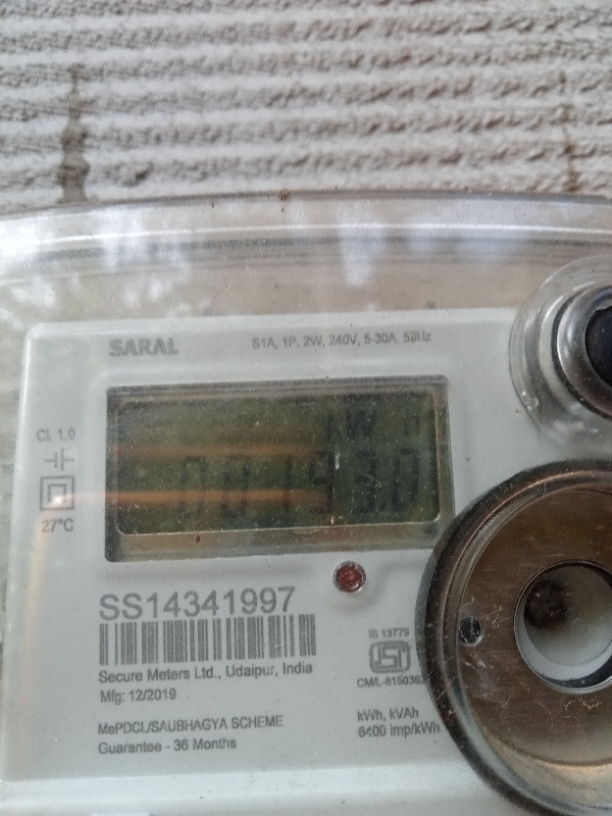 SARAL S1A, 1P, 2W, 240V, 5-30A, 50Hz
Cl. 1.0
27°C
SS14341997
Secure Meters Ltd., Udaipur, India
Mfg: 12/2019
MePDCL/SAUBHAGYA SCHEME
Guarantee - 36 Months
IS 13779
ISI
kWh, kVAh
6400 imp/kWh